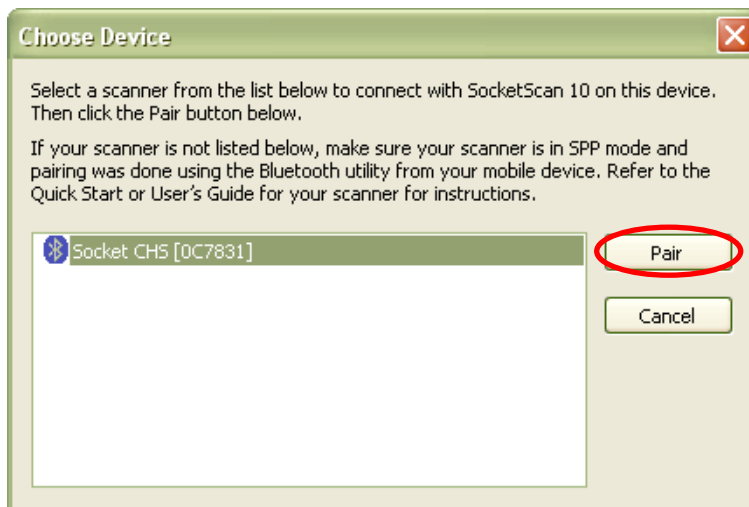 Choose Device
Select a scanner from the list below to connect with SocketScan 10 on this device.
Then click the Pair button below.
If your scanner is not listed below, make sure your scanner is in SPP mode and
pairing was done using the Bluetooth utility from your mobile device. Refer to the
Quick Start or User's Guide for your scanner for instructions.
Socket CHS [0C7831]
Pair
Cancel